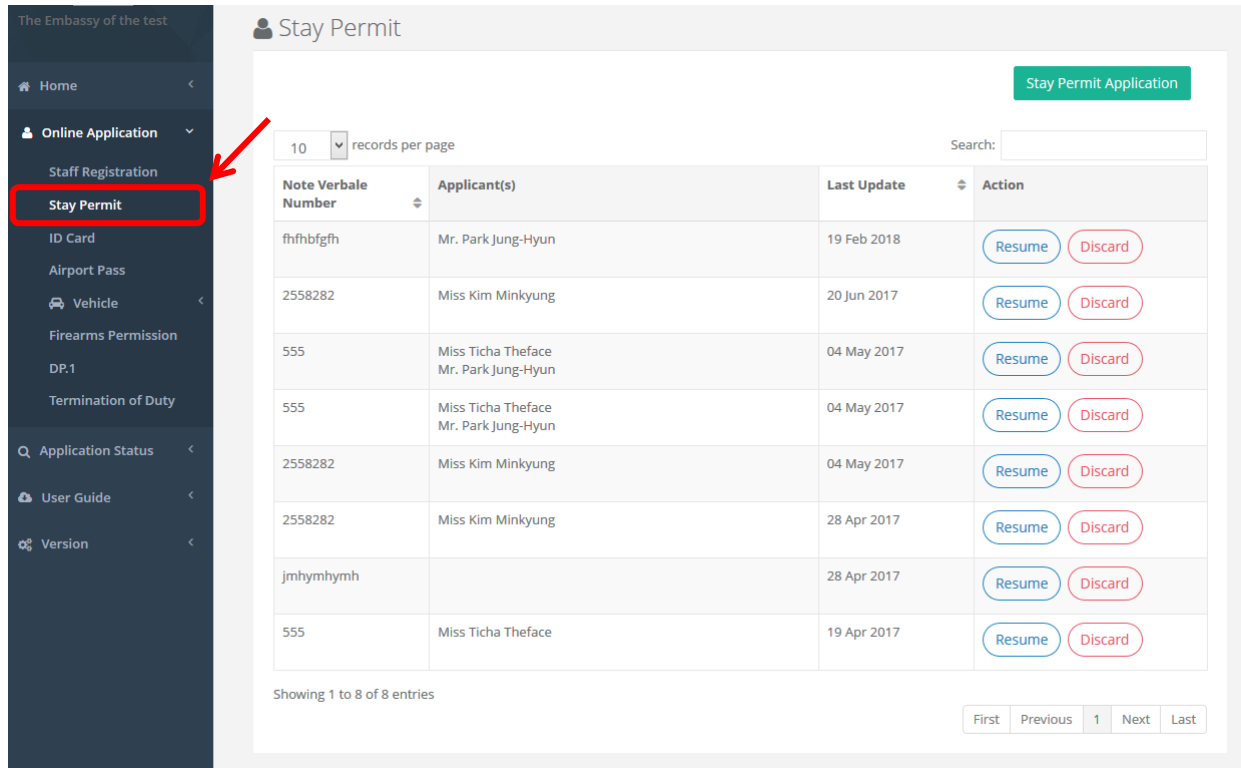 The Embassy of the test
Home
Online Application
Staff Registration
Stay Permit
ID Card
Airport Pass
Vehicle
Firearms Permission
DP.1
Termination of Duty
Application Status
User Guide
Version
Stay Permit
Stay Permit Application
10 records per page Search:
Note Verbale Number Applicant(s) Last Update Action
fhfhbfgfh Mr. Park Jung-Hyun 19 Feb 2018 Resume Discard
2558282 Miss Kim Minkyung 20 Jun 2017 Resume Discard
555 Miss Ticha Theface 04 May 2017 Resume Discard
Mr. Park Jung-Hyun
555 Miss Ticha Theface 04 May 2017 Resume Discard
Mr. Park Jung-Hyun
2558282 Miss Kim Minkyung 04 May 2017 Resume Discard
2558282 Miss Kim Minkyung 28 Apr 2017 Resume Discard
jmhymhymh 28 Apr 2017 Resume Discard
555 Miss Ticha Theface 19 Apr 2017 Resume Discard
Showing 1 to 8 of 8 entries
First Previous 1 Next Last